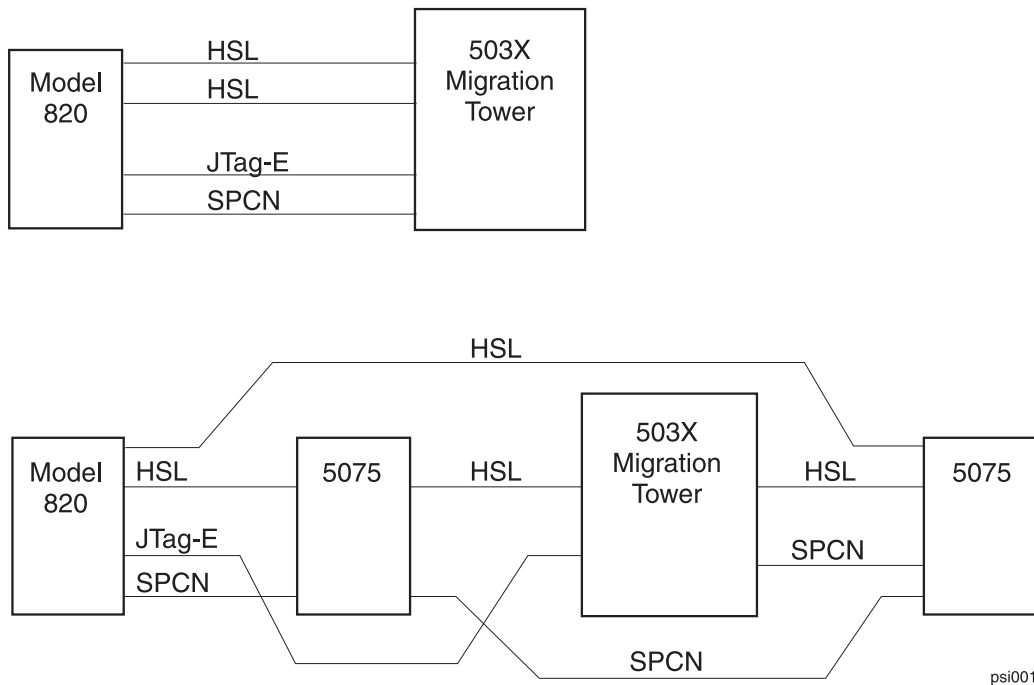 HSL
HSL
JTag-E
SPCN
Model
820
503X
Migration
Tower
HSL
Model
820
HSL
JTag-E
SPCN
5075
HSL
503X
Migration
Tower
HSL
SPCN
5075
SPCN
psi001